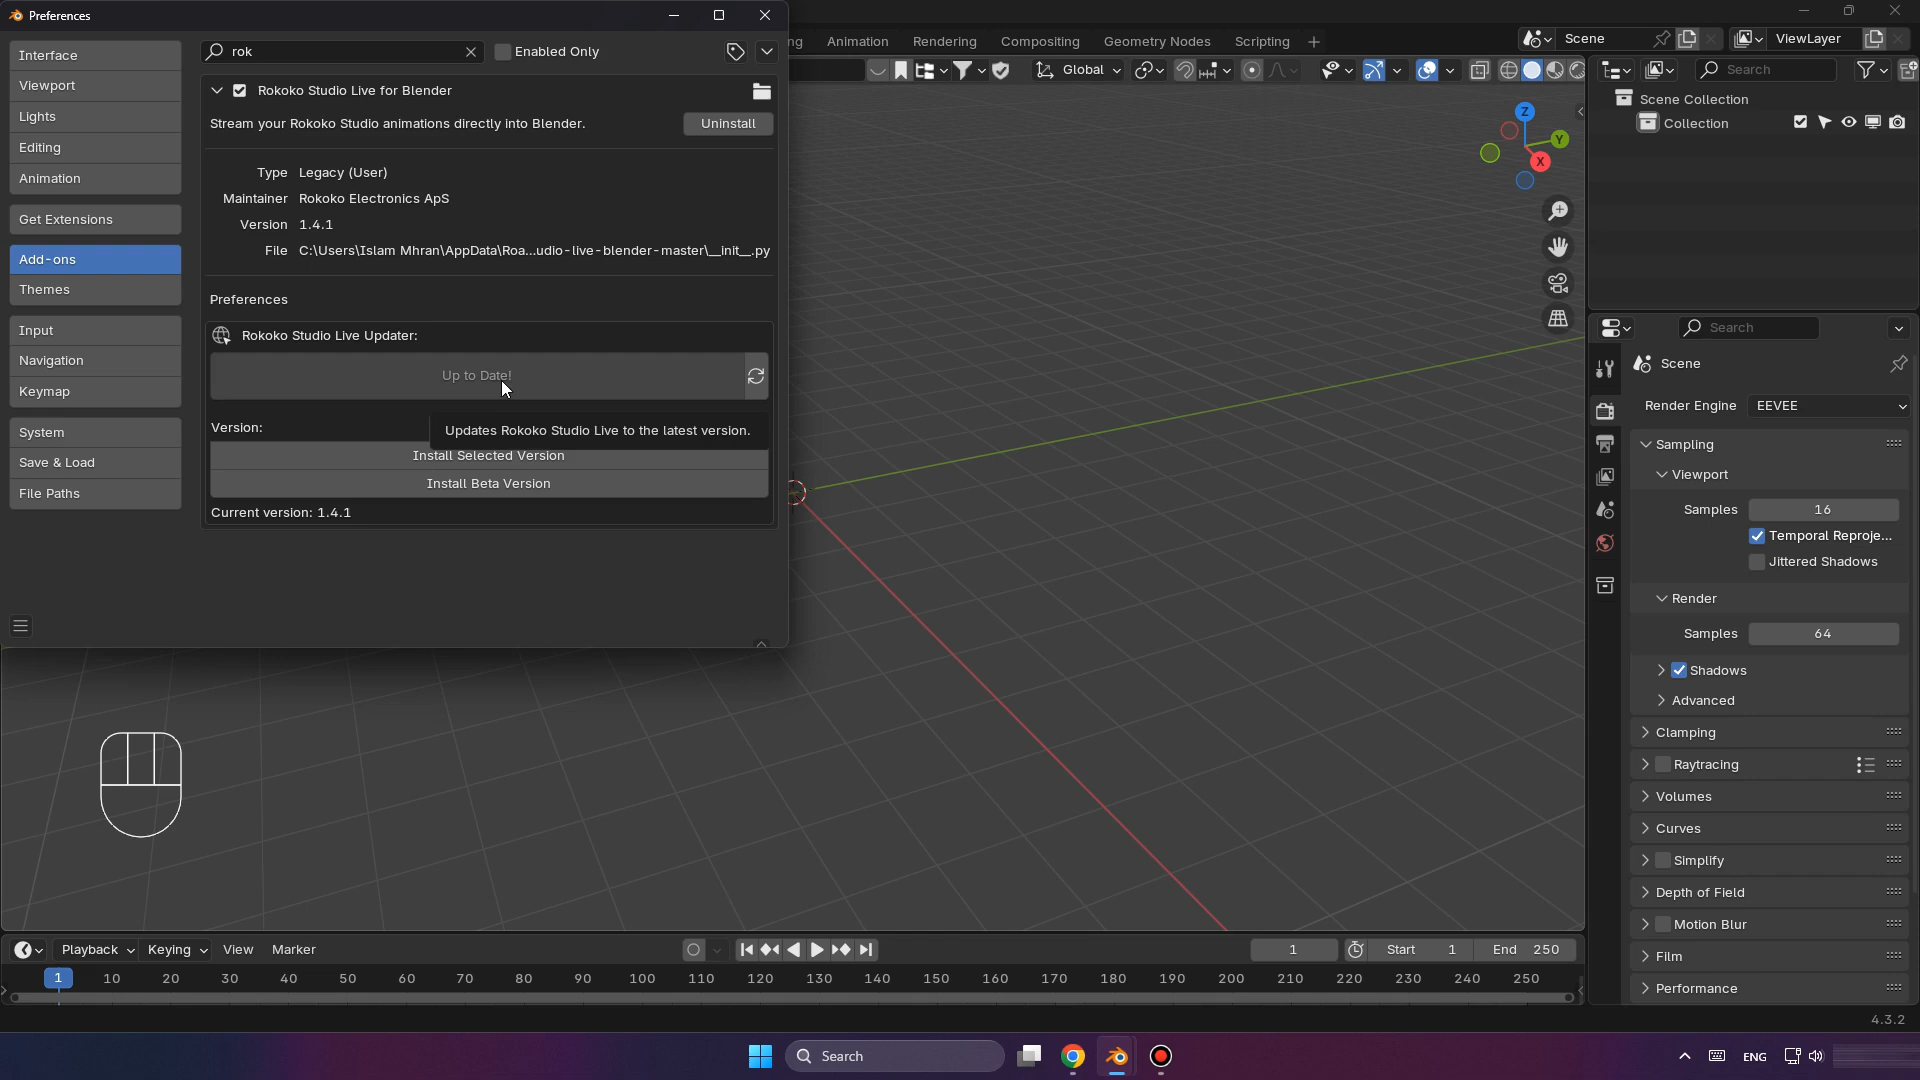 Preferences
Interface
Viewport
Lights
Editing
Animation
Get Extensions
Add-ons
Themes
Input
Navigation
Keymap
System
Save & Load
File Paths
rok
Enabled Only
Rokoko Studio Live for Blender
Stream your Rokoko Studio animations directly into Blender.
Uninstall
Type Legacy (User)
Maintainer Rokoko Electronics ApS
Version 1.4.1
File C:\Users\Islam Mhran\AppData\Roa...udio-live-blender-master\__init__.py
Preferences
Rokoko Studio Live Updater:
Up to Date!
Version:
Updates Rokoko Studio Live to the latest version.
Install Selected Version
Install Beta Version
Current version: 1.4.1
Animation Rendering Compositing Geometry Nodes Scripting
Scene
ViewLayer
Global
Z
Y
X
Search
Scene Collection
Collection
Search
Scene
Render Engine EEVEE
Sampling
Viewport
Samples 16
Temporal Reproje...
Jittered Shadows
Render
Samples 64
Shadows
Advanced
Clamping
Raytracing
Volumes
Curves
Simplify
Depth of Field
Motion Blur
Film
Performance
Playback Keying View Marker
1 Start 1 End 250
1 10 20 30 40 50 60 70 80 90 100 110 120 130 140 150 160 170 180 190 200 210 220 230 240 250
4.3.2
Search
ENG